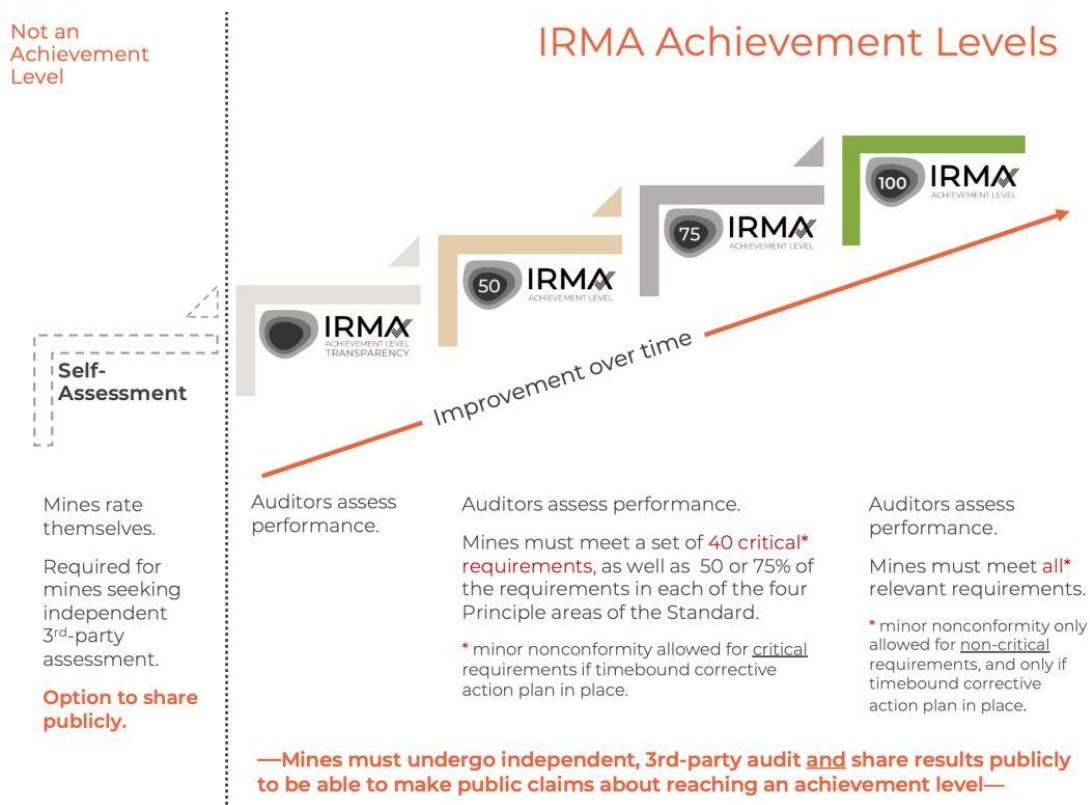 Not an
Achievement
Level
IRMA Achievement Levels
Self-
Assessment
IRMA
ACHIEVEMENT LEVEL
TRANSPARENCY
50
IRMA
ACHIEVEMENT LEVEL
75
IRMA
ACHIEVEMENT LEVEL
100
IRMA
ACHIEVEMENT LEVEL
Improvement over time
Mines rate
themselves.
Required for
mines seeking
independent
3rd-party
assessment.
Option to share
publicly.
Auditors assess
performance.
Auditors assess performance.
Mines must meet a set of 40 critical*
requirements, as well as 50 or 75% of
the requirements in each of the four
Principle areas of the Standard.
* minor nonconformity allowed for critical
requirements if timebound corrective
action plan in place.
Auditors assess
performance.
Mines must meet all*
relevant requirements.
* minor nonconformity only
allowed for non-critical
requirements, and only if
timebound corrective
action plan in place.
—Mines must undergo independent, 3rd-party audit and share results publicly
to be able to make public claims about reaching an achievement level—